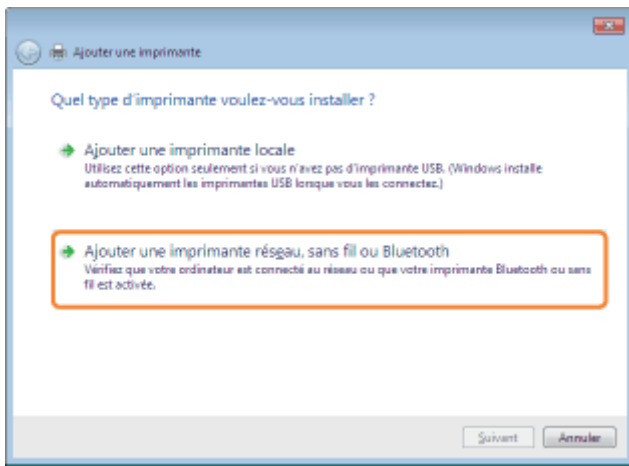 Ajouter une imprimante
Quel type d'imprimante voulez-vous installer ?
Ajouter une imprimante locale
Utilisez cette option seulement si vous n'avez pas d'imprimante USB. (Windows installe
automatiquement les imprimantes USB lorsque vous les connectez.)
Ajouter une imprimante réseau, sans fil ou Bluetooth
Vérifiez que votre ordinateur est connecté au réseau ou que votre imprimante Bluetooth ou sans
fil est activée.
Suivant Annuler